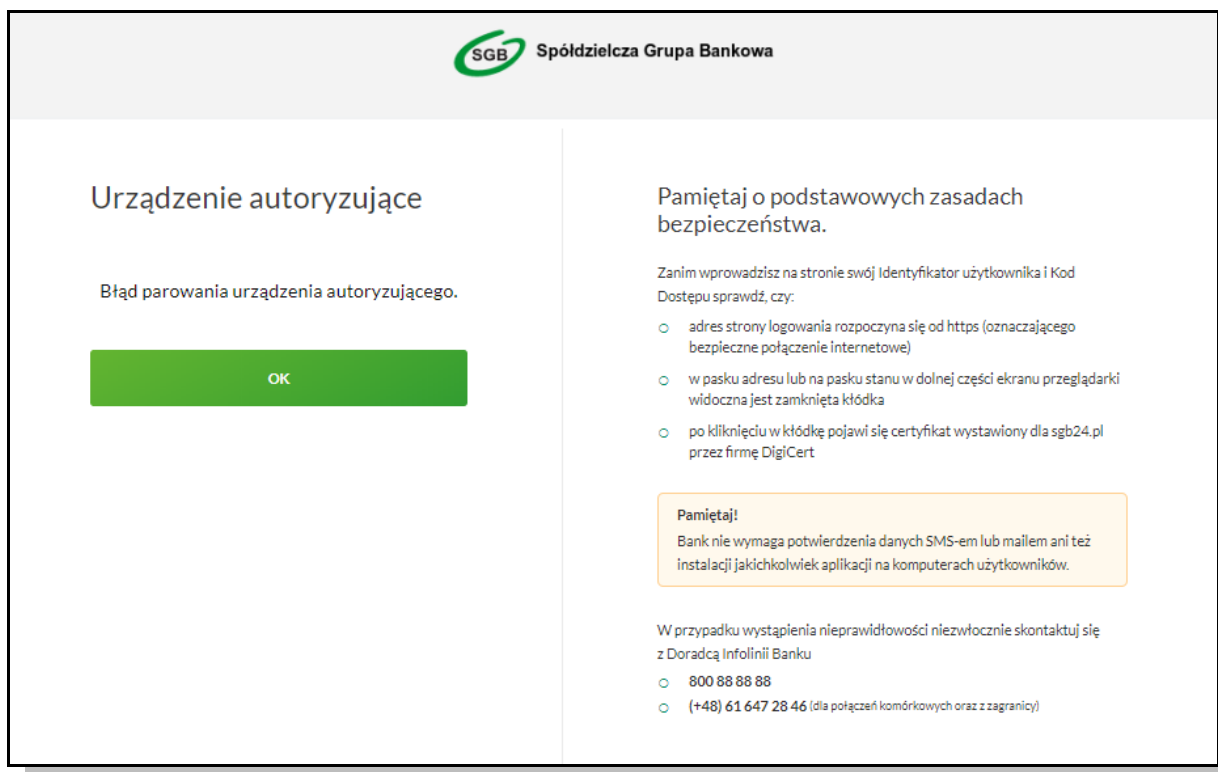 SGB Spółdzielcza Grupa Bankowa
Urządzenie autoryzujące
Błąd parowania urządzenia autoryzującego.
OK
Pamiętaj o podstawowych zasadach
bezpieczeństwa.
Zanim wprowadzisz na stronie swój Identyfikator użytkownika i Kod
Dostępu sprawdź, czy:
adres strony logowania rozpoczyna się od https (oznaczającego
bezpieczne połączenie internetowe)
w pasku adresu lub na pasku stanu w dolnej części ekranu przeglądarki
widoczna jest zamknięta kłódka
po kliknięciu w kłódkę pojawi się certyfikat wystawiony dla sgb24.pl
przez firmę DigiCert
Pamiętaj!
Bank nie wymaga potwierdzenia danych SMS-em lub mailem ani też
instalacji jakichkolwiek aplikacji na komputerach użytkowników.
W przypadku wystąpienia nieprawidłowości niezwłocznie skontaktuj się
z Doradcą Infolinii Banku
800 88 88 88
(+48) 61 647 28 46 (dla połączeń komórkowych oraz z zagranicy)